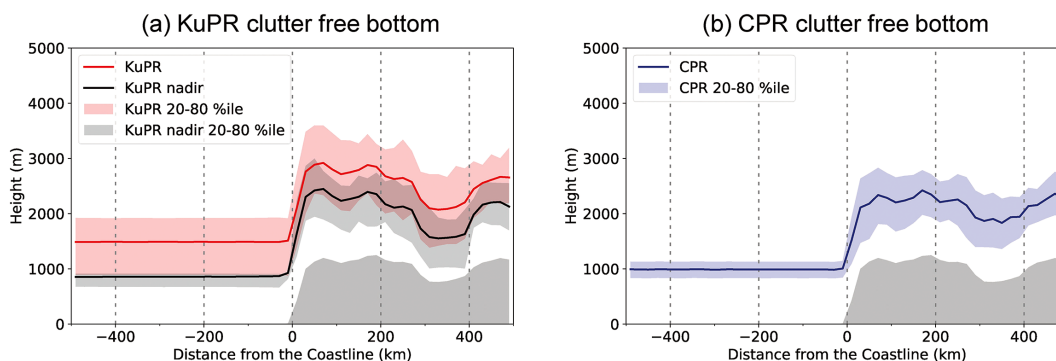 (a) KuPR clutter free bottom
5000
4000
3000
2000
1000
0
Height (m)
KuPR
KuPR nadir
KuPR 20-80 %ile
KuPR nadir 20-80 %ile
−400
−200
0
200
400
Distance from the Coastline (km)
(b) CPR clutter free bottom
5000
4000
3000
2000
1000
0
Height (m)
CPR
CPR 20-80 %ile
−400
−200
0
200
400
Distance from the Coastline (km)